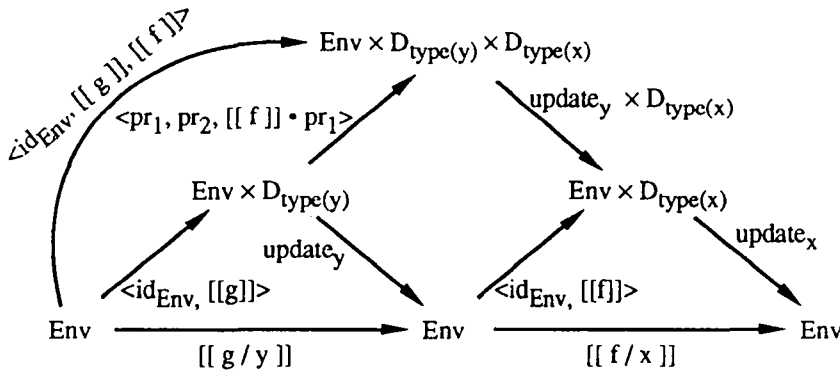 <id_Env, [[ g ]], [[ f ]]>
Env × D_type(y) × D_type(x)
<pr_1, pr_2, [[ f ]] • pr_1>
update_y × D_type(x)
Env × D_type(y)
Env × D_type(x)
update_y
update_x
<id_Env, [[g]]>
<id_Env, [[f]]>
Env
Env
Env
[[ g / y ]]
[[ f / x ]]